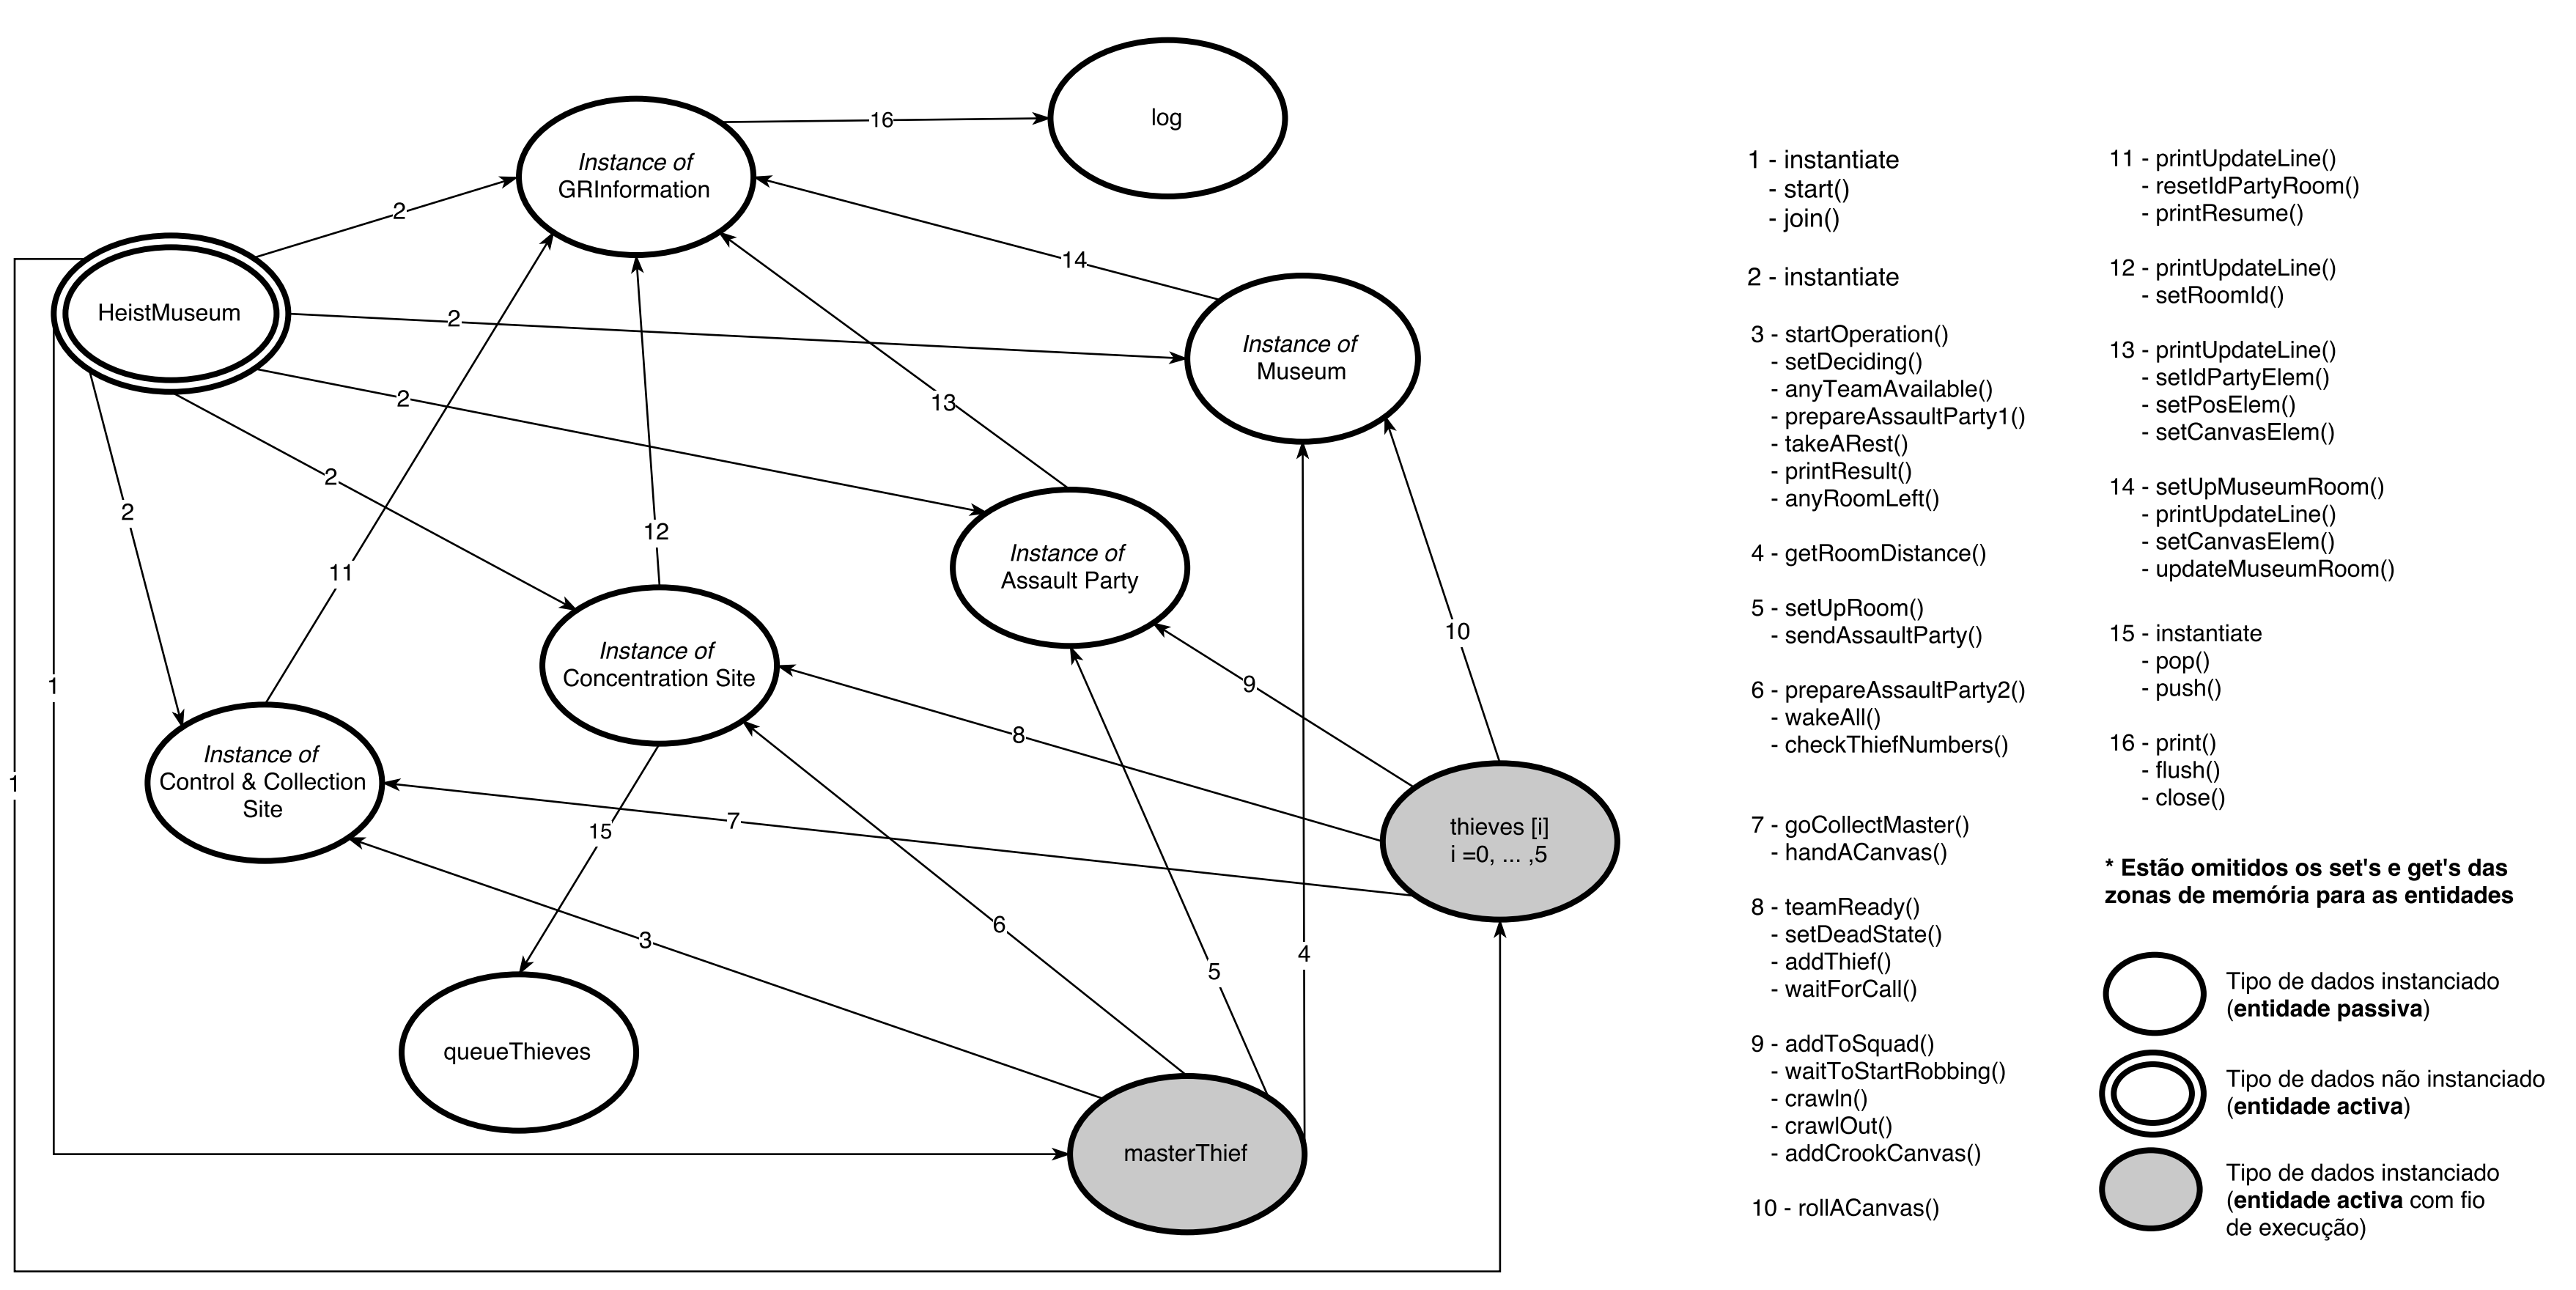 log
16
Instance of
GRInformation
2
14
HeistMuseum
2
Instance of
Museum
2
13
2
2
12
11
Instance of
Assault Party
10
Instance of
Concentration Site
9
1
8
Instance of
Control & Collection
Site
1
7
15
thieves [i]
i =0, ... ,5
3
6
4
5
queueThieves
masterThief
1 - instantiate
- start()
- join()
2 - instantiate
3 - startOperation()
- setDeciding()
- anyTeamAvailable()
- prepareAssaultParty1()
- takeARest()
- printResult()
- anyRoomLeft()
4 - getRoomDistance()
5 - setUpRoom()
- sendAssaultParty()
6 - prepareAssaultParty2()
- wakeAll()
- checkThiefNumbers()
7 - goCollectMaster()
- handACanvas()
8 - teamReady()
- setDeadState()
- addThief()
- waitForCall()
9 - addToSquad()
- waitToStartRobbing()
- crawIn()
- crawlOut()
- addCrookCanvas()
10 - rollACanvas()
11 - printUpdateLine()
- resetIdPartyRoom()
- printResume()
12 - printUpdateLine()
- setRoomId()
13 - printUpdateLine()
- setIdPartyElem()
- setPosElem()
- setCanvasElem()
14 - setUpMuseumRoom()
- printUpdateLine()
- setCanvasElem()
- updateMuseumRoom()
15 - instantiate
- pop()
- push()
16 - print()
- flush()
- close()
* Estão omitidos os set's e get's das
zonas de memória para as entidades
Tipo de dados instanciado
(entidade passiva)
Tipo de dados não instanciado
(entidade activa)
Tipo de dados instanciado
(entidade activa com fio
de execução)